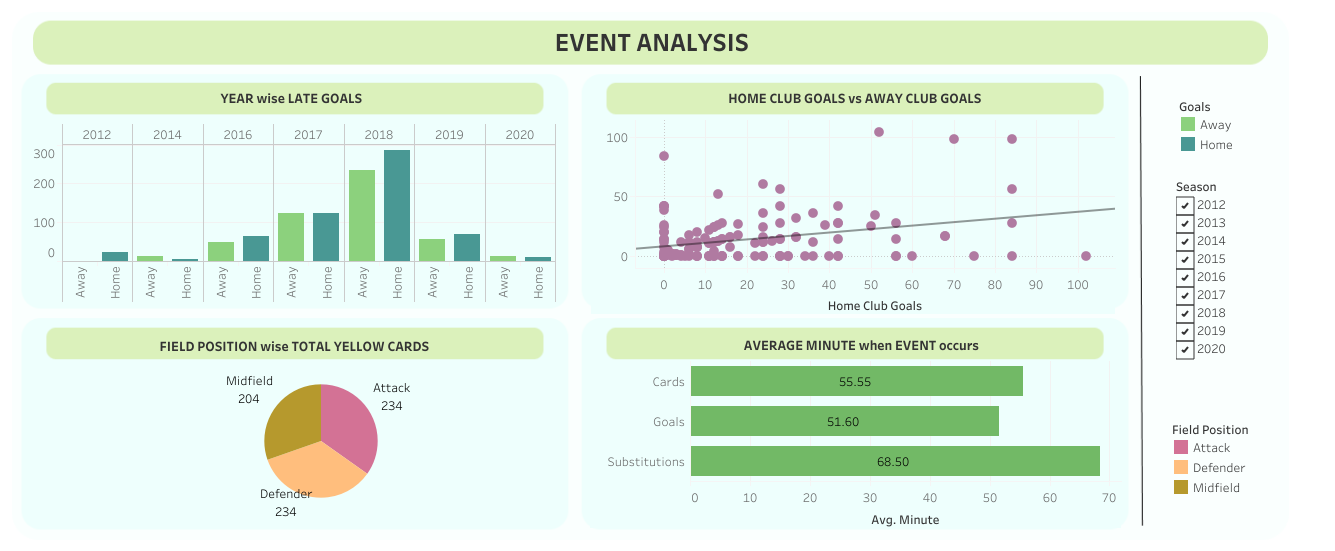 EVENT ANALYSIS
YEAR wise LATE GOALS
2012 2014 2016 2017 2018 2019 2020
300
200
100
0
Away Home Away Home Away Home Away Home Away Home Away Home Away Home
HOME CLUB GOALS vs AWAY CLUB GOALS
100
50
0
0 10 20 30 40 50 60 70 80 90 100
Home Club Goals
FIELD POSITION wise TOTAL YELLOW CARDS
Midfield
204
Attack
234
Defender
234
AVERAGE MINUTE when EVENT occurs
Cards 55.55
Goals 51.60
Substitutions 68.50
0 10 20 30 40 50 60 70
Avg. Minute
Goals
Away
Home
Season
2012
2013
2014
2015
2016
2017
2018
2019
2020
Field Position
Attack
Defender
Midfield